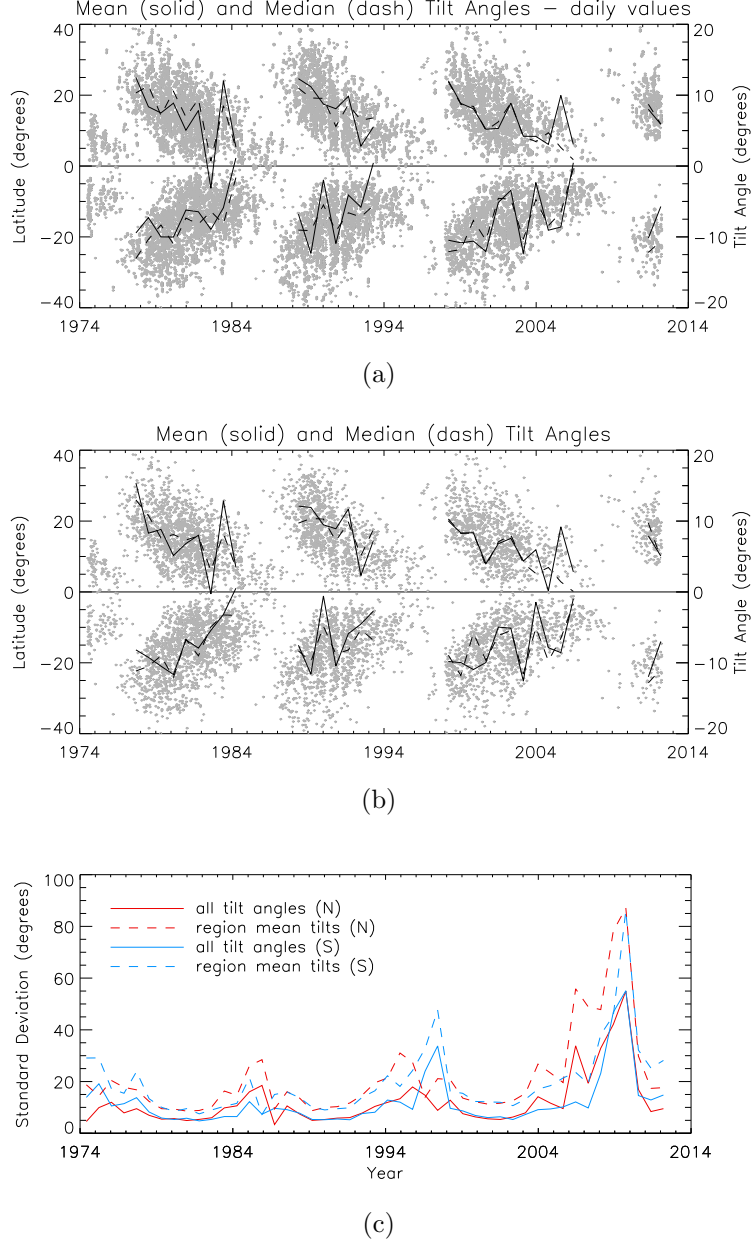 Mean (solid) and Median (dash) Tilt Angles – daily values
40
20
0
−20
−40
Latitude (degrees)
20
10
0
−10
−20
Tilt Angle (degrees)
1974
1984
1994
2004
2014
(a)
Mean (solid) and Median (dash) Tilt Angles
40
20
0
−20
−40
Latitude (degrees)
20
10
0
−10
−20
Tilt Angle (degrees)
1974
1984
1994
2004
2014
(b)
100
80
60
40
20
0
Standard Deviation (degrees)
all tilt angles (N)
region mean tilts (N)
all tilt angles (S)
region mean tilts (S)
1974
1984
1994
2004
2014
Year
(c)